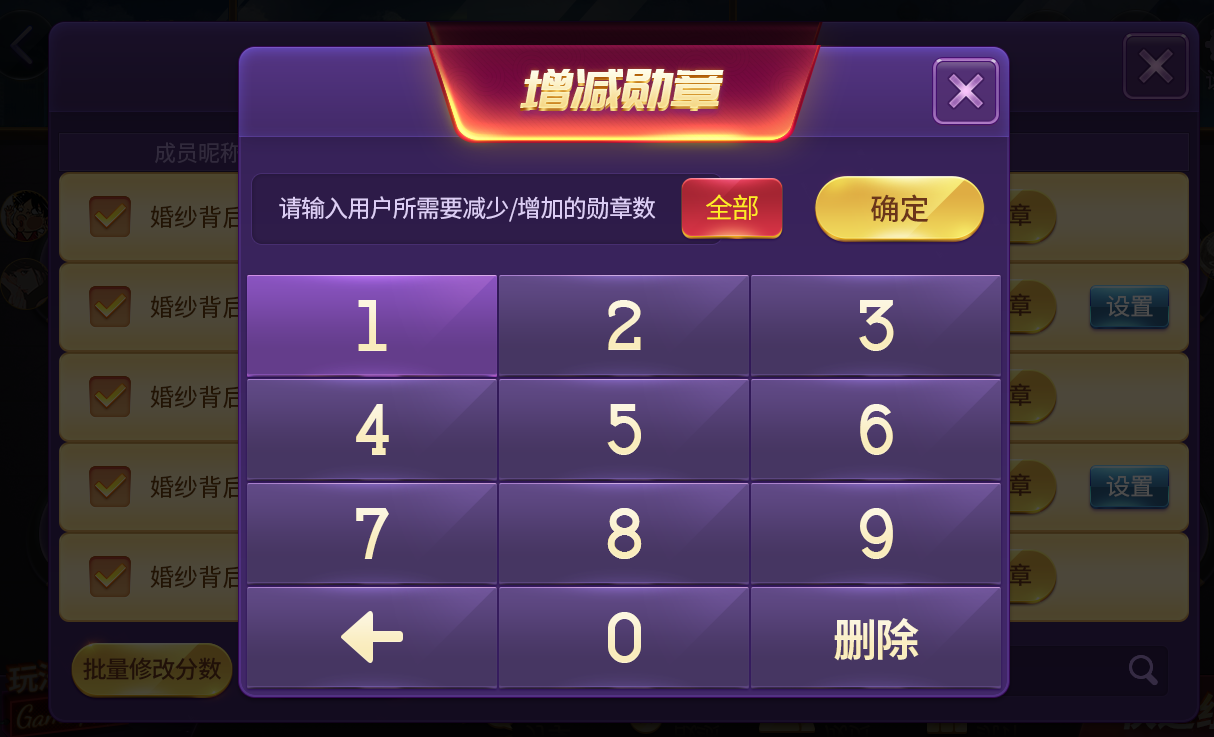 增减勋章
成员昵称
请输入用户所需要减少/增加的勋章数
全部
确定
婚纱背后
章
婚纱背后
章
设置
婚纱背后
章
婚纱背后
章
设置
婚纱背后
章
1
2
3
4
5
6
7
8
9
0
删除
批量修改分数
玩